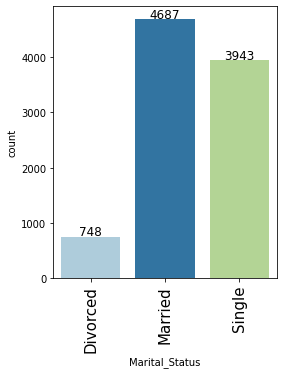 4687
4000
3943
3000
count
2000
1000
748
0
Divorced
Married
Single
Marital_Status